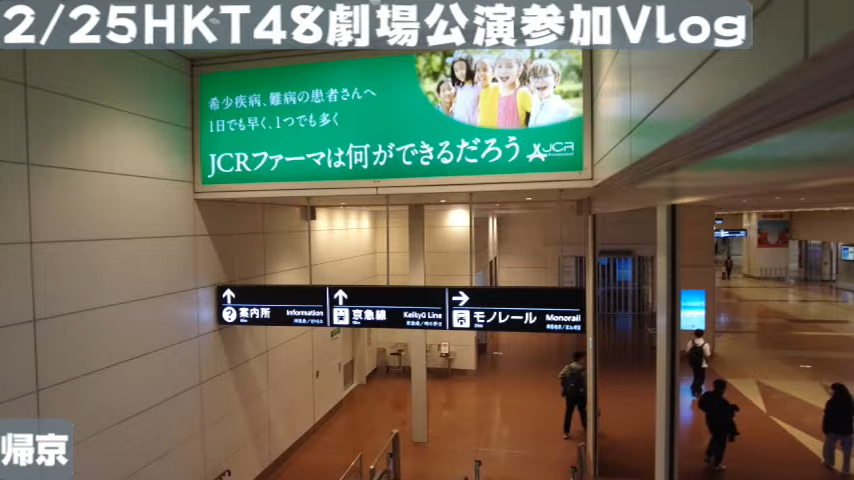 2/25HKT48劇場公演参加Vlog
希少疾病、難病の患者さんへ
1日でも早く、1つでも多く
JCRファーマは何ができるだろう
JCR
案内所 Information
京急線 Keikyū Line
モノレール Monorail
帰京